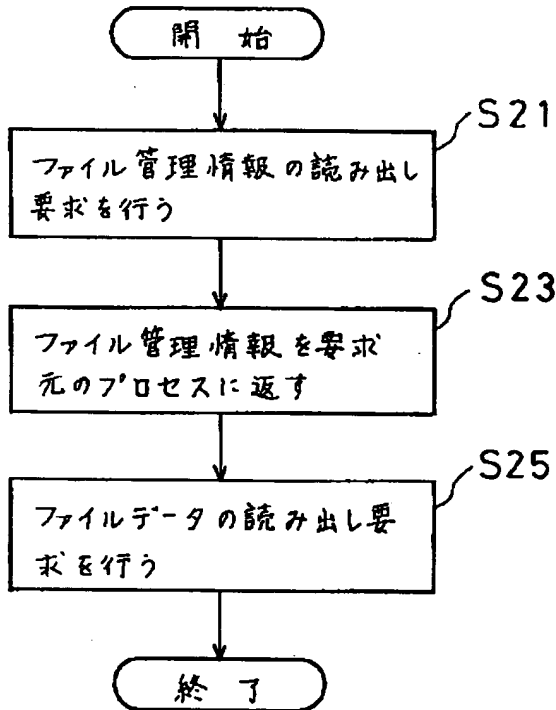 開始
S21
ファイル管理情報の読み出し
要求を行う
S23
ファイル管理情報を要求
元のプロセスに返す
S25
ファイルデータの読み出し要
求を行う
終了